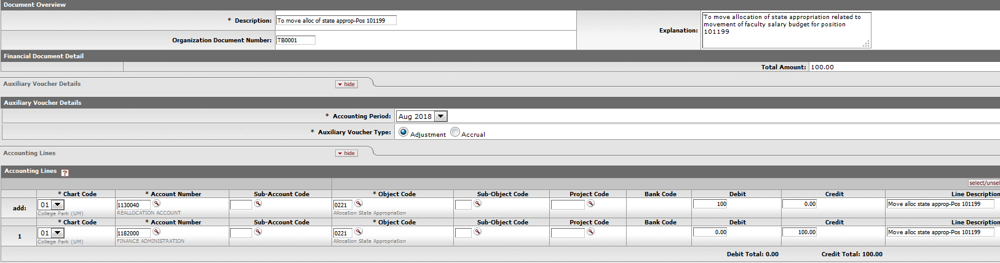 Document Overview
* Description: To move alloc of state approp-Pos 101199
Explanation: To move allocation of state appropriation related to
movement of faculty salary budget for position
101199
Organization Document Number: TB0001
Financial Document Detail
Total Amount: 100.00
Auxiliary Voucher Details hide
Auxiliary Voucher Details
* Accounting Period: Aug 2018
* Auxiliary Voucher Type: Adjustment Accrual
Accounting Lines hide
Accounting Lines ?
select/unsel
* Chart Code * Account Number Sub-Account Code * Object Code Sub-Object Code Project Code Bank Code Debit Credit Line Description
add: 01 1130040 0221 100 0.00 Move alloc state approp-Pos 101199
College Park (UM) REALLOCATION ACCOUNT Allocation State Appropriation
* Chart Code * Account Number Sub-Account Code * Object Code Sub-Object Code Project Code Bank Code Debit Credit Line Description
1 01 1182000 0221 0.00 100.00 Move alloc state approp-Pos 101199
College Park (UM) FINANCE ADMINISTRATION Allocation State Appropriation
Debit Total: 0.00 Credit Total: 100.00